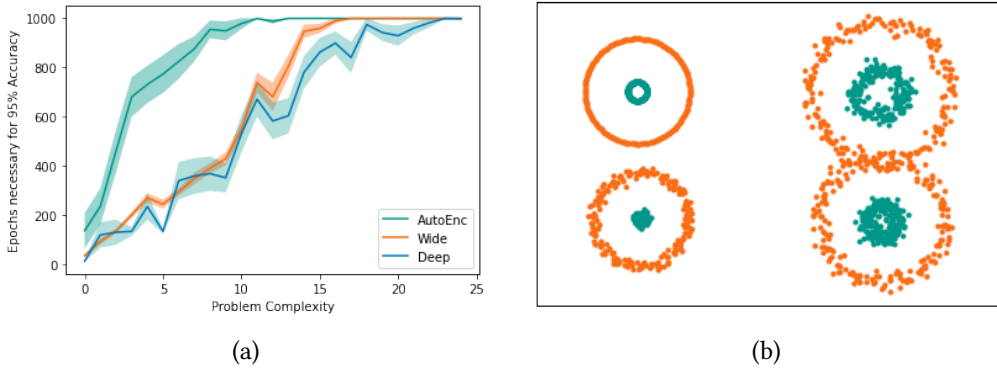 Epochs necessary for 95% Accuracy
1000
800
600
400
200
0
0
5
10
15
20
25
Problem Complexity
AutoEnc
Wide
Deep
(a)
(b)